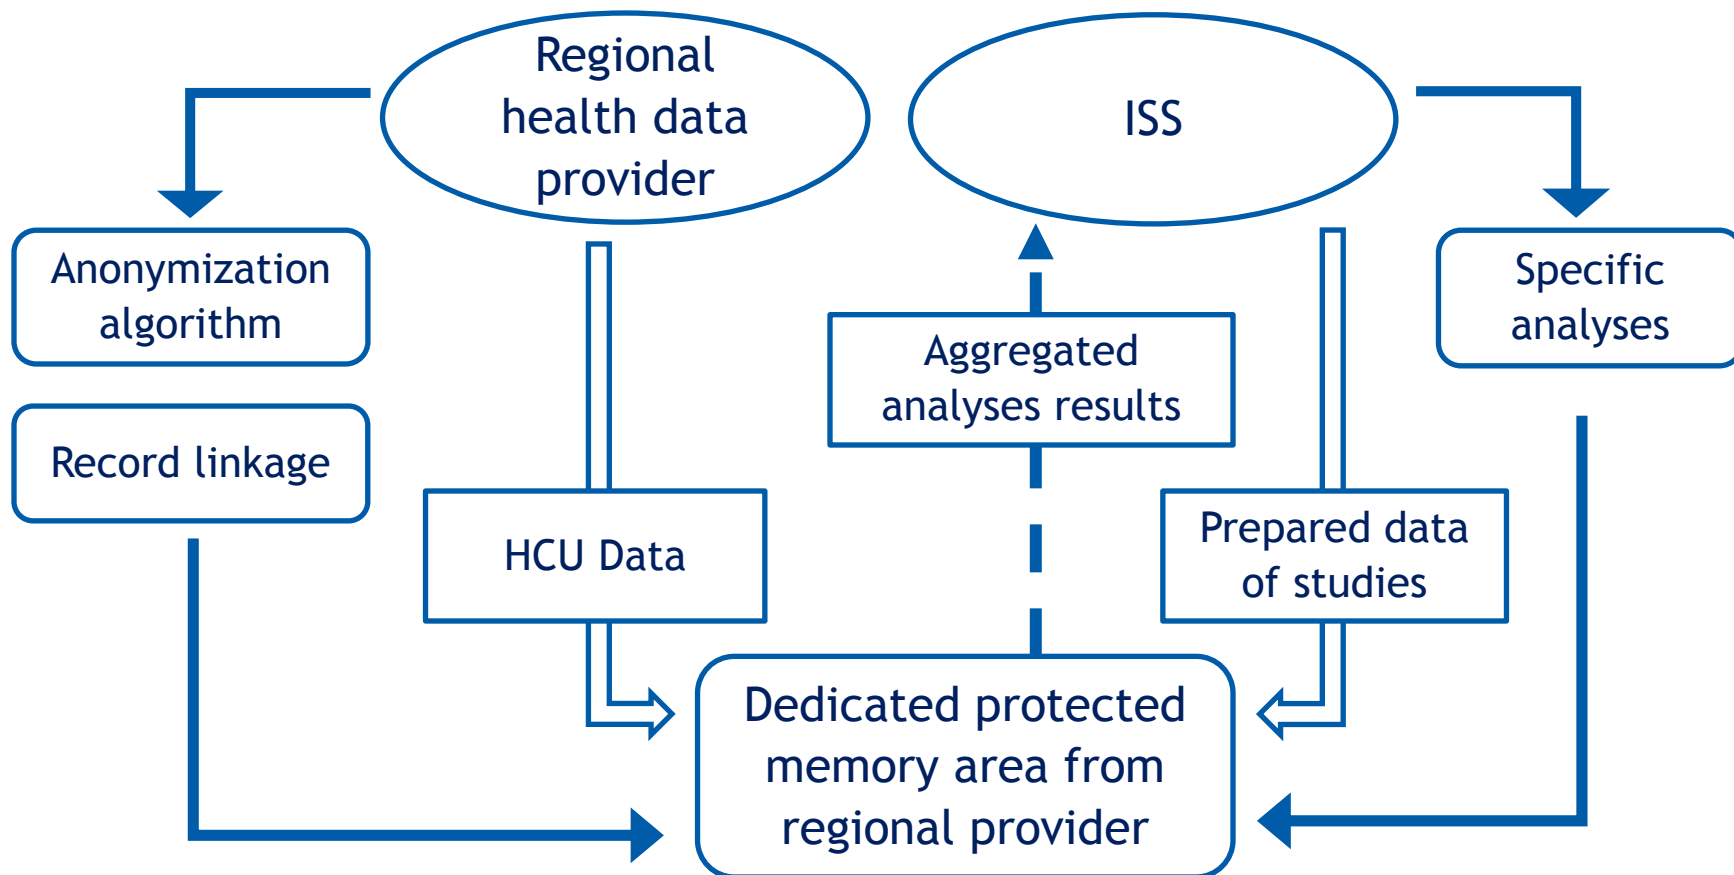 Regional
health data
provider
ISS
Anonymization
algorithm
Specific
analyses
Aggregated
analyses results
Record linkage
HCU Data
Prepared data
of studies
Dedicated protected
memory area from
regional provider